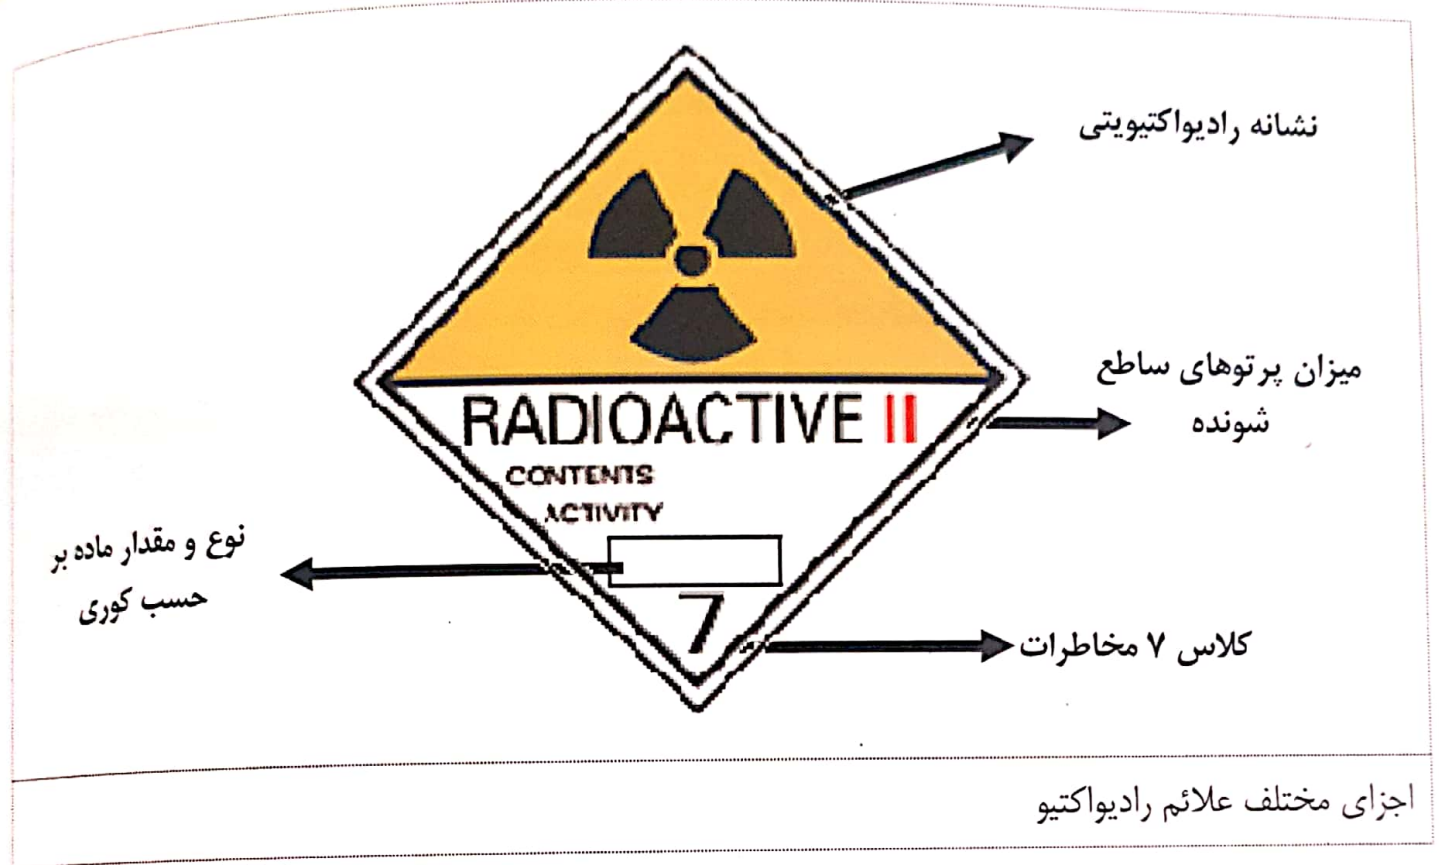 نشانه رادیواکتیویتی
میزان پرتوهای ساطع
شونده
RADIOACTIVE II
CONTENTS
ACTIVITY
نوع و مقدار ماده بر
حسب کوری
7
کلاس ۷ مخاطرات
اجزای مختلف علائم رادیواکتیو